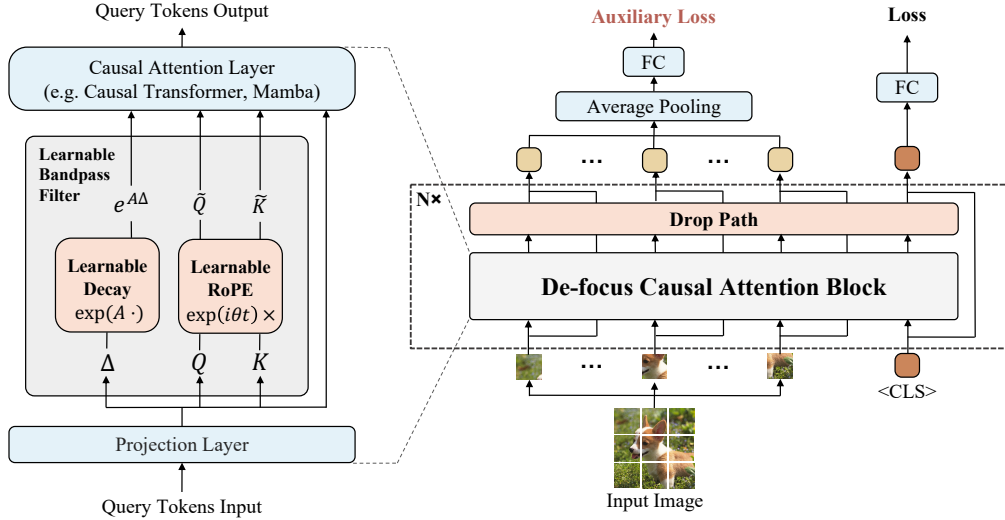 Query Tokens Output
Causal Attention Layer
(e.g. Causal Transformer, Mamba)
Learnable
Bandpass
Filter
e^{AΔ}
Q̃
K̃
Learnable
Decay
exp(A ·)
Learnable
RoPE
exp(iθt) ×
Δ
Q
K
Projection Layer
Query Tokens Input
Auxiliary Loss
Loss
FC
FC
Average Pooling
... ...
N×
Drop Path
De-focus Causal Attention Block
... ...
<CLS>
Input Image